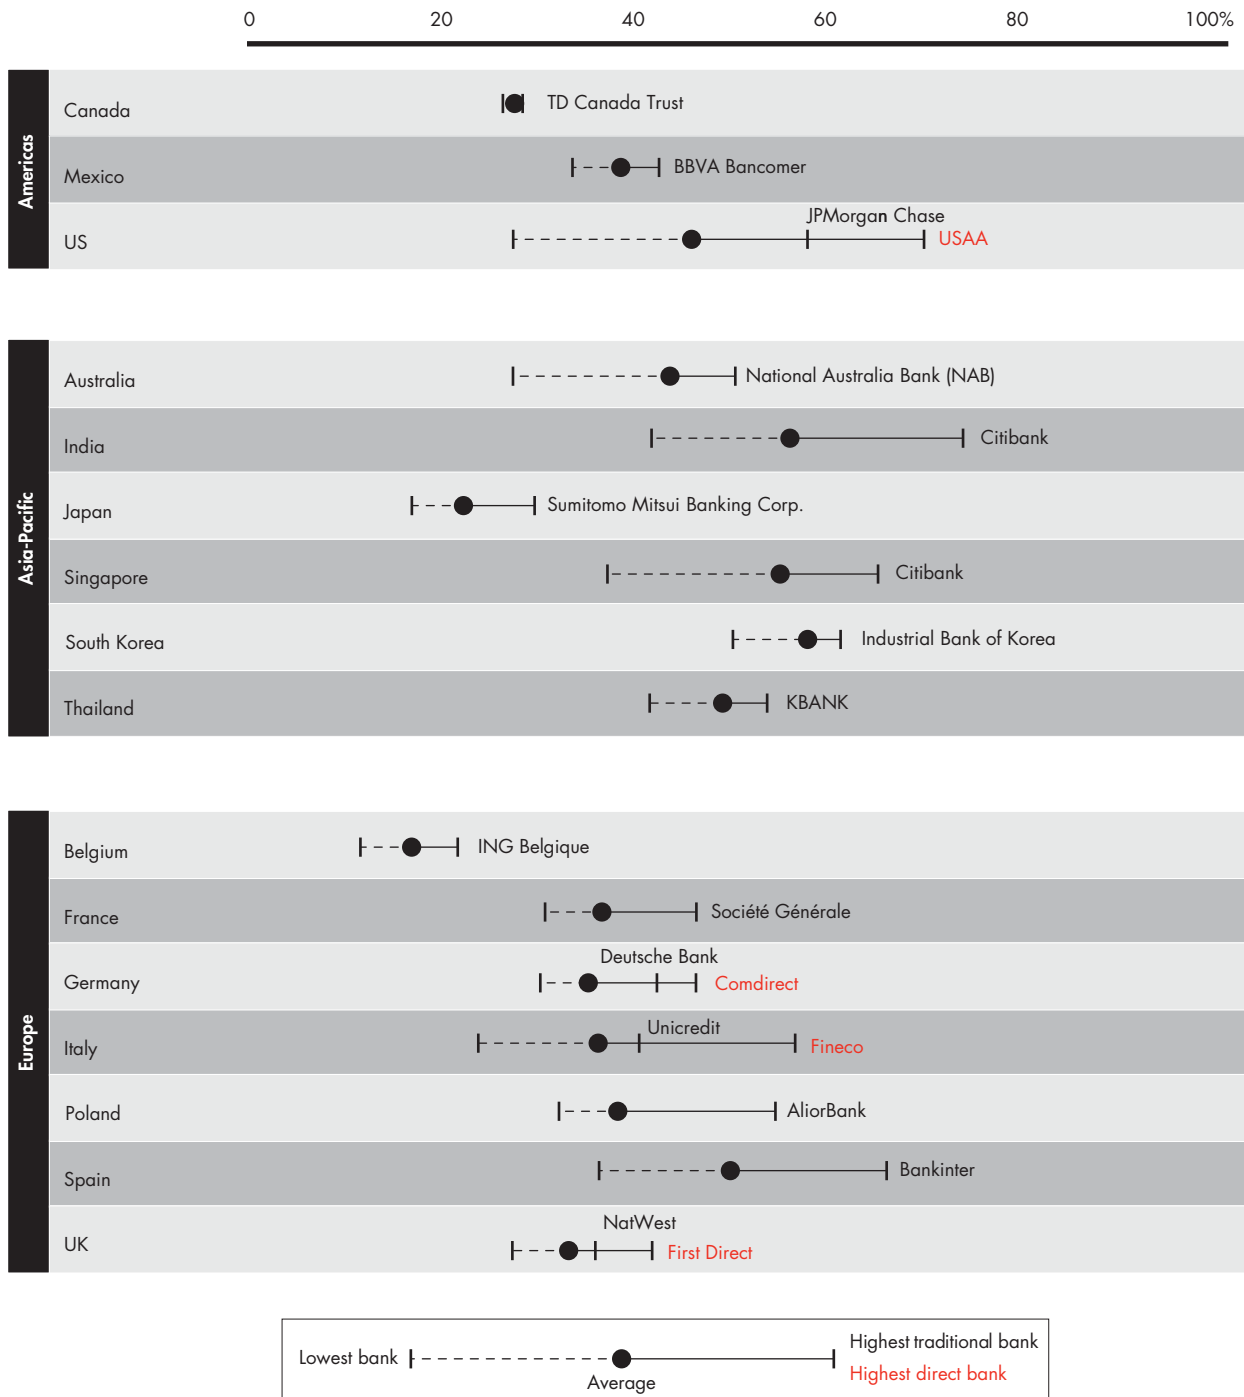 0 20 40 60 80 100%
Americas
Canada
TD Canada Trust
Mexico
BBVA Bancomer
JPMorgan Chase
US
USAA
Asia-Pacific
Australia
National Australia Bank (NAB)
India
Citibank
Japan
Sumitomo Mitsui Banking Corp.
Singapore
Citibank
South Korea
Industrial Bank of Korea
Thailand
KBANK
Europe
Belgium
ING Belgique
France
Société Générale
Deutsche Bank
Germany
Comdirect
Unicredit
Italy
Fineco
Poland
AliorBank
Spain
Bankinter
NatWest
UK
First Direct
Lowest bank
Average
Highest traditional bank
Highest direct bank